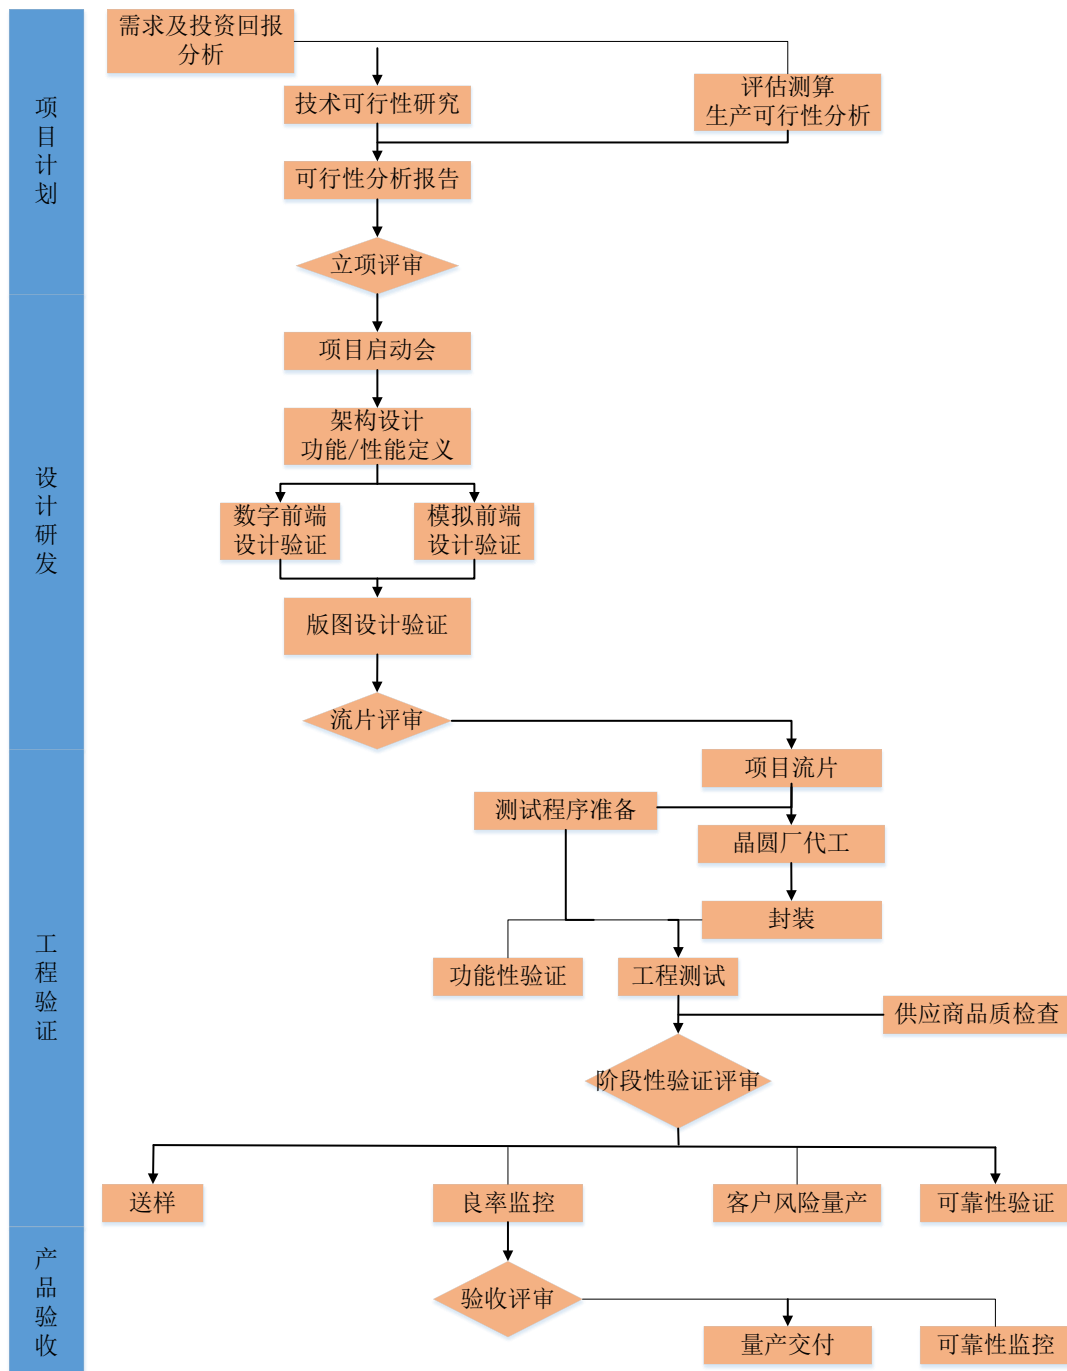 项目计划
需求及投资回报
分析
技术可行性研究
评估测算
生产可行性分析
可行性分析报告
立项评审
设计研发
项目启动会
架构设计
功能/性能定义
数字前端
设计验证
模拟前端
设计验证
版图设计验证
流片评审
工程验证
项目流片
测试程序准备
晶圆厂代工
封装
功能性验证
工程测试
供应商品质检查
阶段性验证评审
送样
良率监控
客户风险量产
可靠性验证
产品验收
验收评审
量产交付
可靠性监控